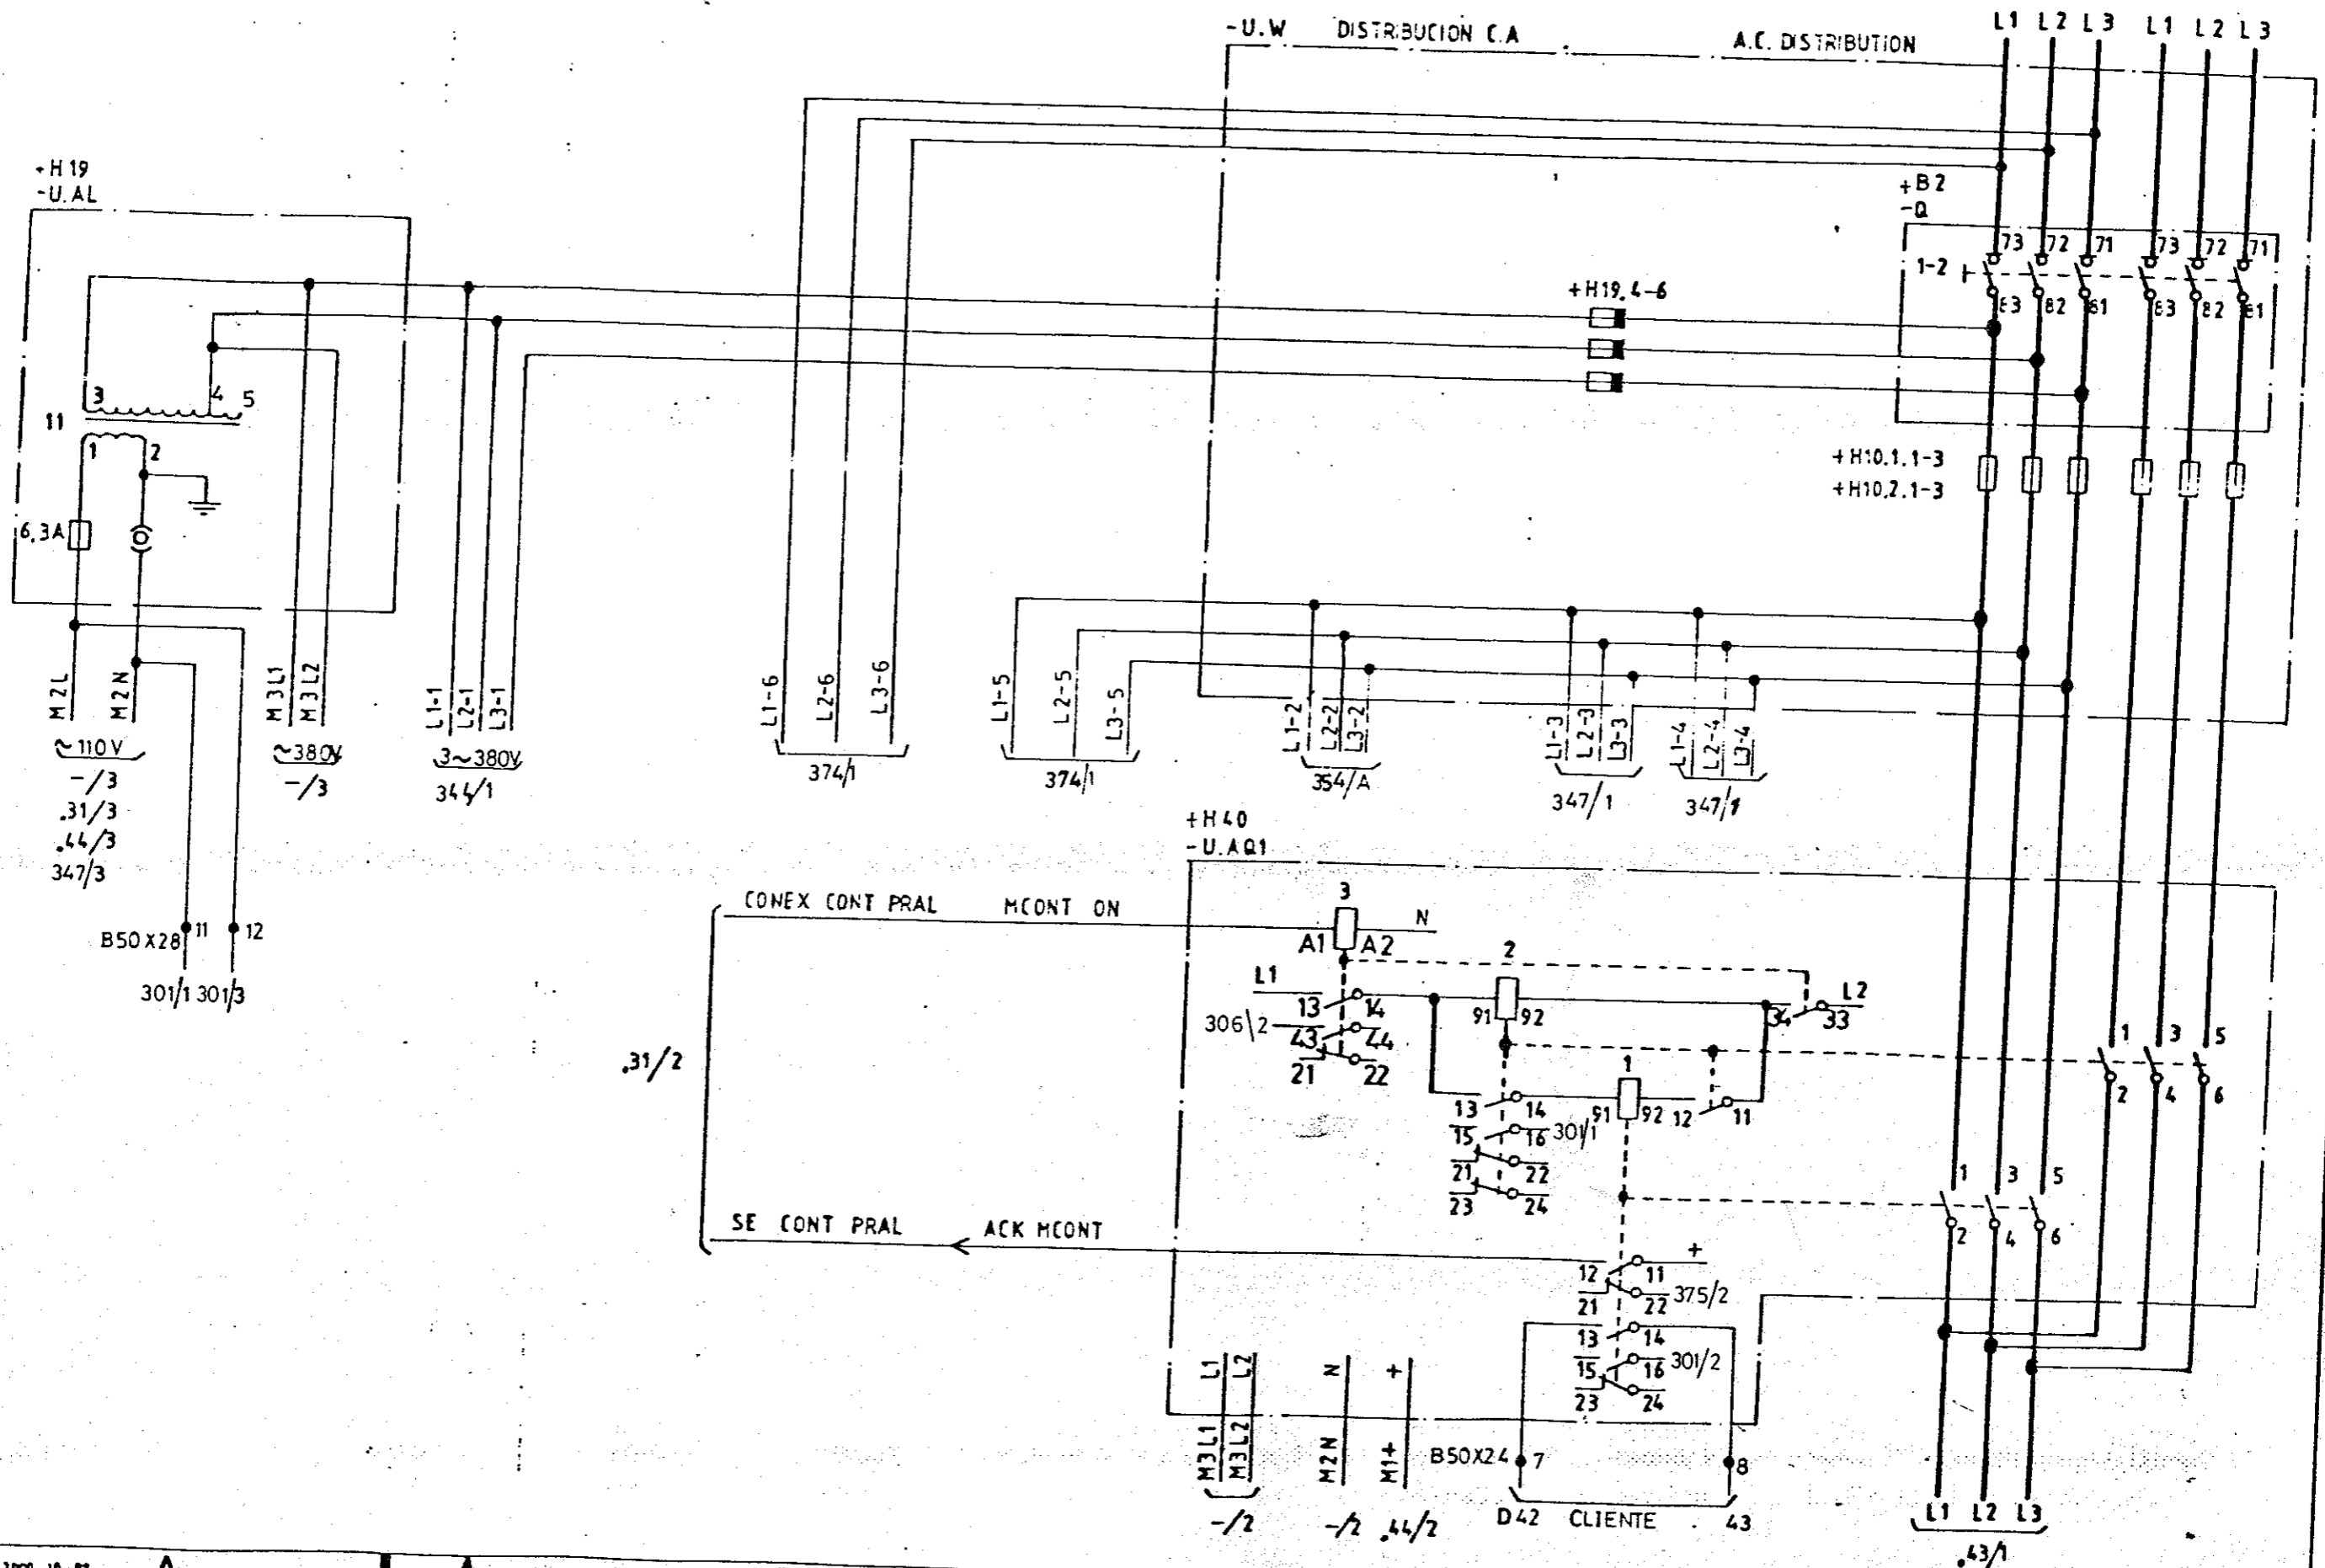 -U.W DISTRIBUCION C.A A.C. DISTRIBUTION
L1 L2 L3 L1 L2 L3
+H19
-U.AL
+B2
-Q
73 72 71 73 72 71
1-2
83 82 81 83 82 81
+H19.4-6
3 4 5
11
1 2
6,3A
+H10.1.1-3
+H10.2.1-3
M2L
M2N
M3L1
M3L2
L1-1
L2-1
L3-1
L1-6
L2-6
L3-6
L1-5
L2-5
L3-5
L1-2
L2-2
L3-2
L1-3
L2-3
L3-3
L1-4
L2-4
L3-4
~110V
-/3
.31/3
.44/3
347/3
~380V
-/3
3~380V
344/1
374/1
374/1
354/A
347/1
347/1
B50X28 11 12
301/1 301/3
+H40
-U.AQ1
CONEX CONT PRAL MCONT ON
3
A1 A2 N
2
L1
13 14
91 92
L2
34 33
306/2
43 44
21 22
.31/2
1
13 14
91 92 12 11
15 16 301/1
21 22
23 24
1 3 5
2 4 6
1 3 5
2 4 6
SE CONT PRAL ACK MCONT
+
12 11
21 22 375/2
13 14
15 16 301/2
23 24
L1
L2
N
+
M3L1
M3L2
M2N
M1+
B50X24 7 8
-/2
-/2
.44/2
D42 CLIENTE . 43
L1 L2 L3
.43/1